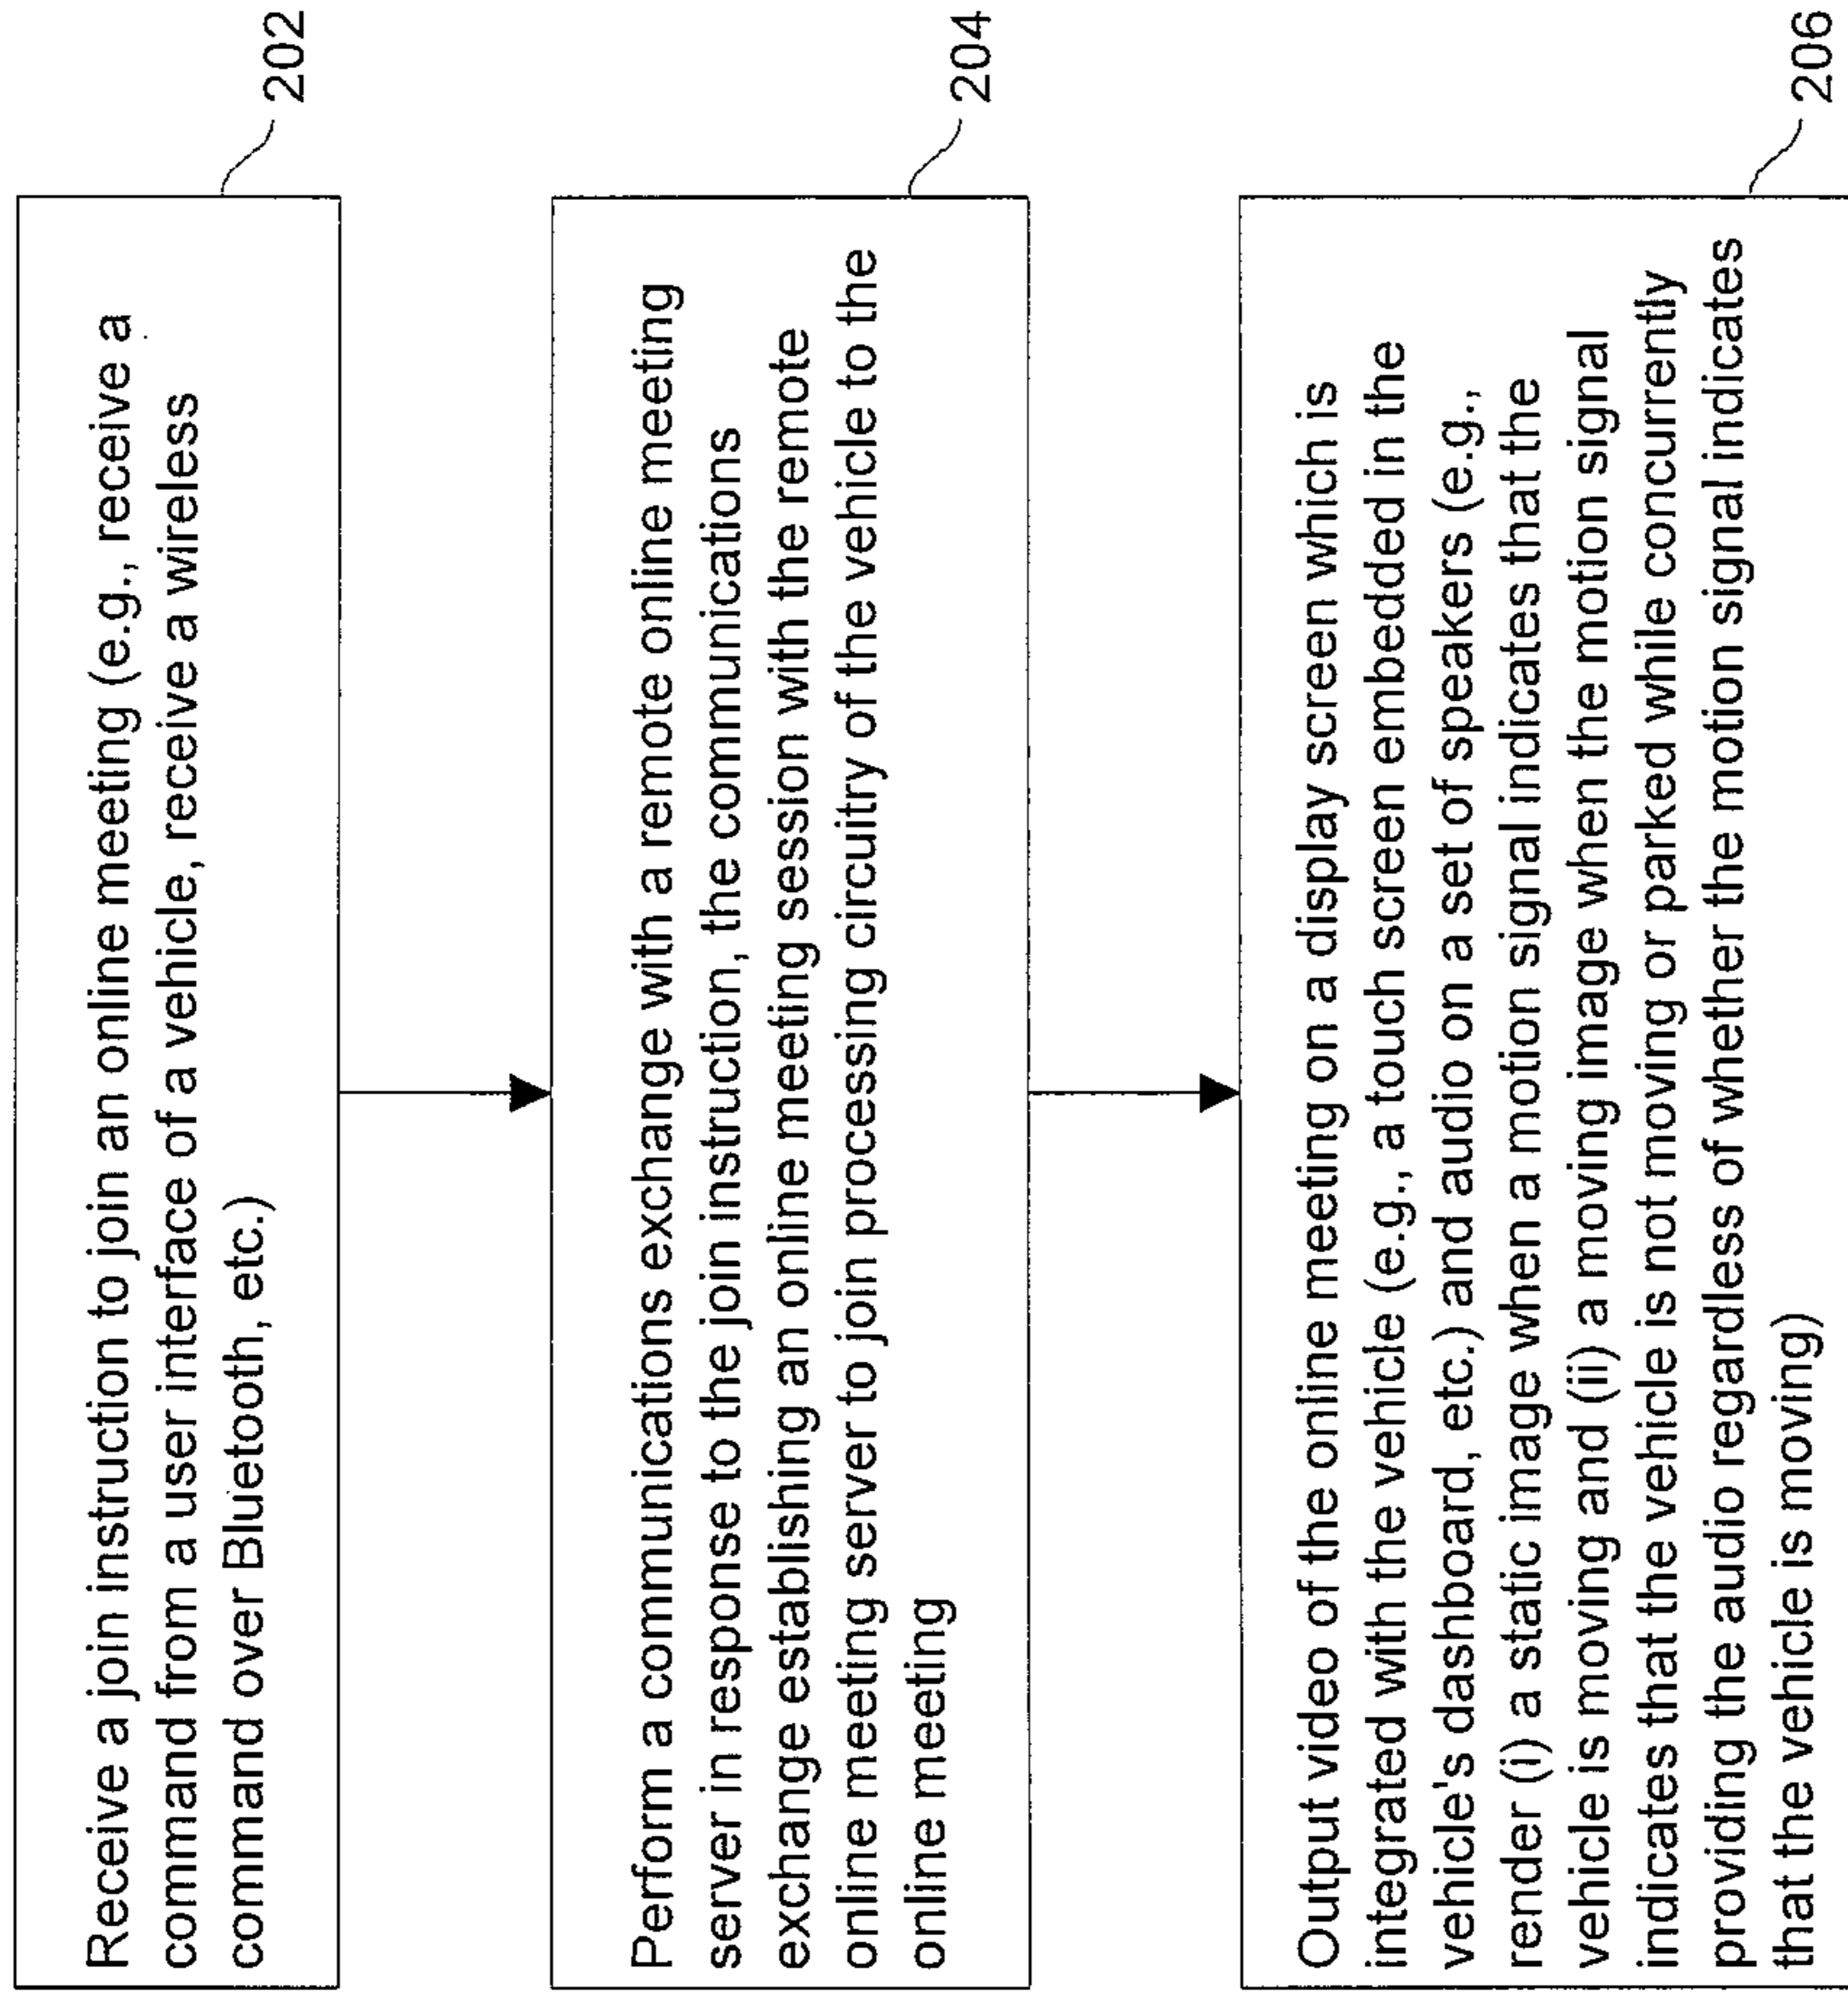 Receive a join instruction to join an online meeting (e.g., receive a
command from a user interface of a vehicle, receive a wireless
command over Bluetooth, etc.)
202
Perform a communications exchange with a remote online meeting
server in response to the join instruction, the communications
exchange establishing an online meeting session with the remote
online meeting server to join processing circuitry of the vehicle to the
online meeting
204
Output video of the online meeting on a display screen which is
integrated with the vehicle (e.g., a touch screen embedded in the
vehicle's dashboard, etc.) and audio on a set of speakers (e.g.,
render (i) a static image when a motion signal indicates that the
vehicle is moving and (ii) a moving image when the motion signal
indicates that the vehicle is not moving or parked while concurrently
providing the audio regardless of whether the motion signal indicates
that the vehicle is moving)
206